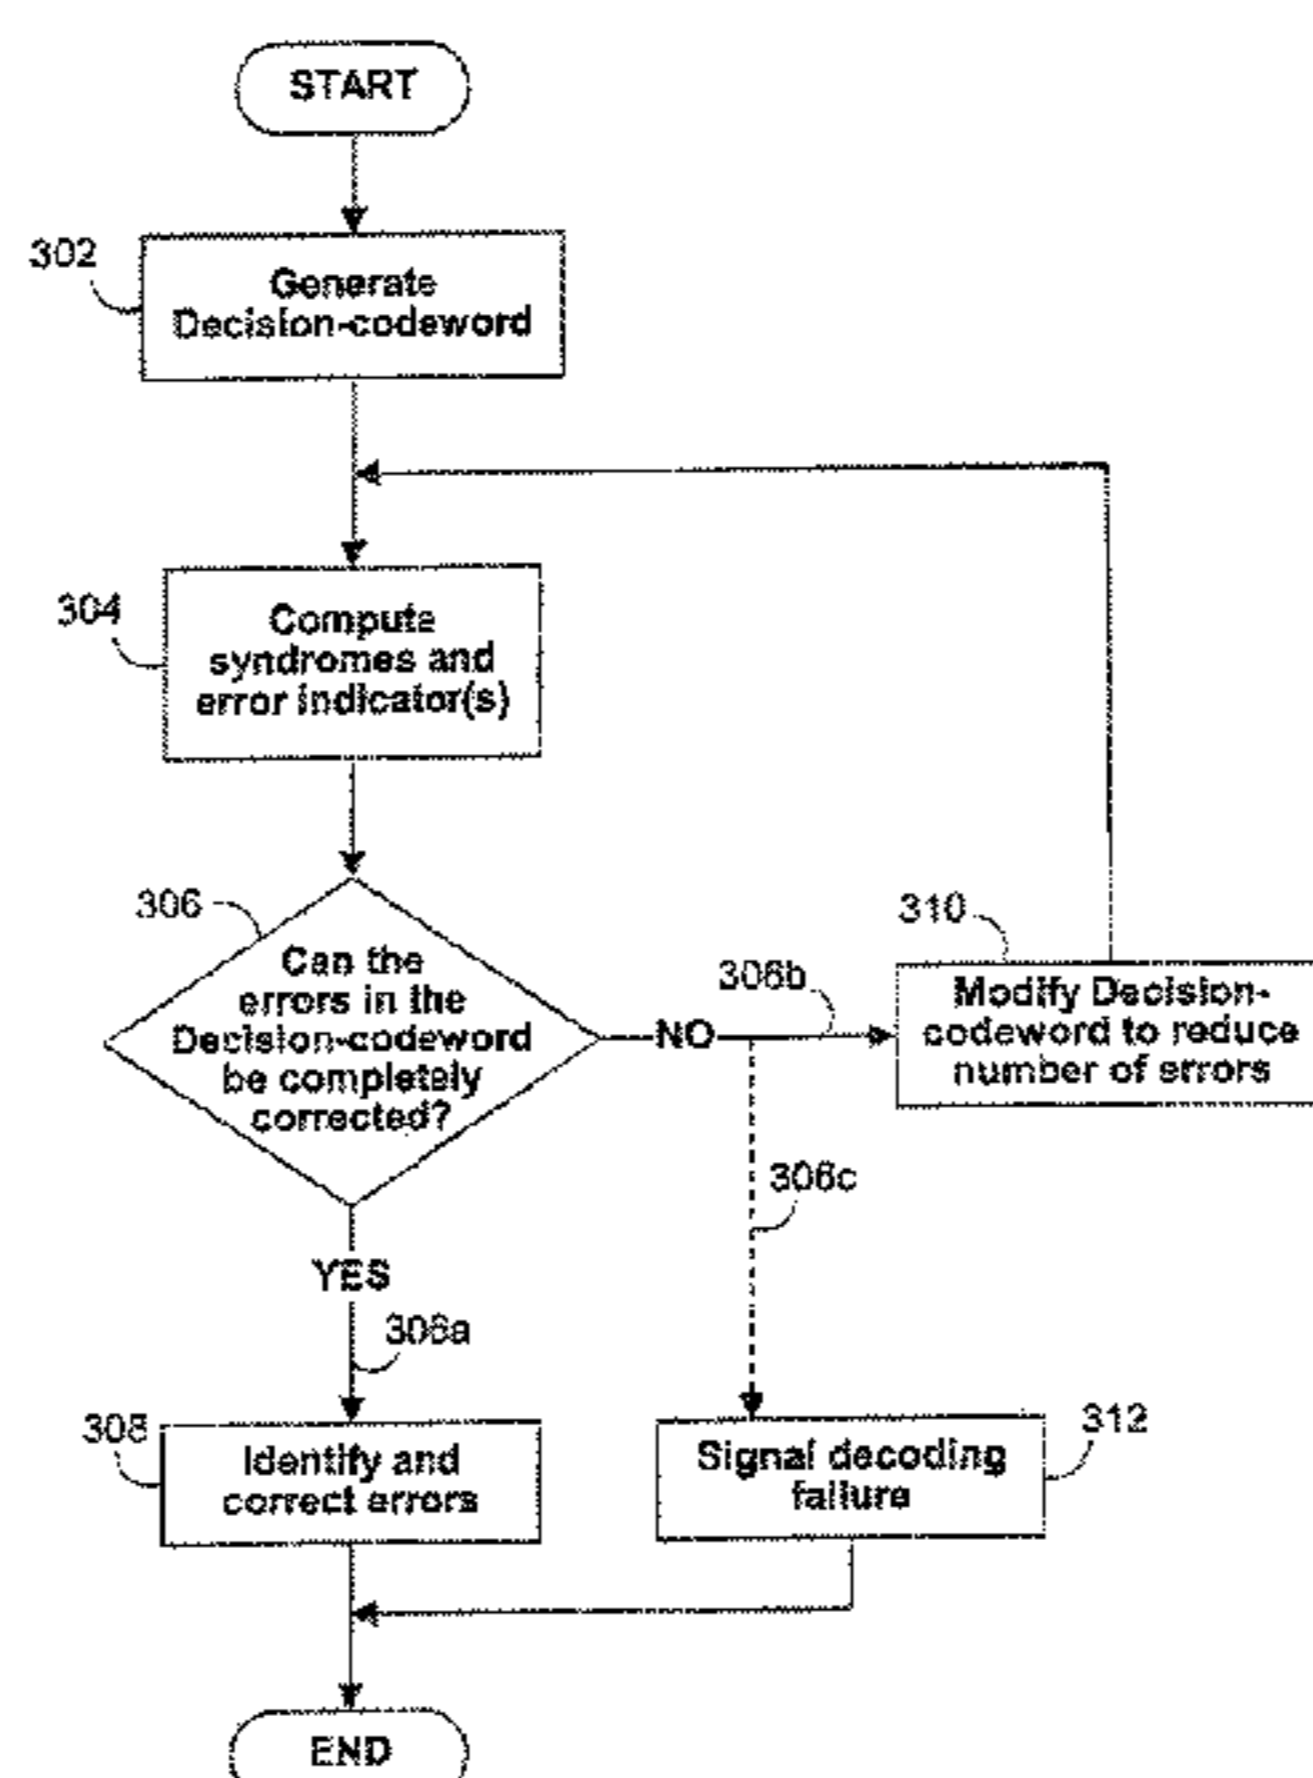 START
302
Generate
Decision-codeword
304
Compute
syndromes and
error indicator(s)
306
Can the
errors in the
Decision-codeword
be completely
corrected?
NO
306b
310
Modify Decision-
codeword to reduce
number of errors
306c
YES
306a
308
Identify and
correct errors
Signal decoding
failure
312
END